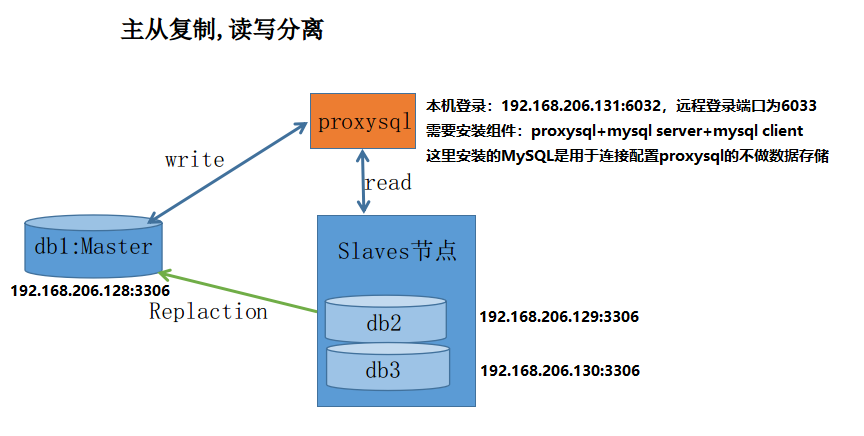 主从复制,读写分离
proxysql
本机登录：192.168.206.131:6032，远程登录端口为6033
需要安装组件：proxysql+mysql server+mysql client
这里安装的MySQL是用于连接配置proxysql的不做数据存储
write
read
db1:Master
192.168.206.128:3306
Slaves节点
Replaction
db2
192.168.206.129:3306
db3
192.168.206.130:3306